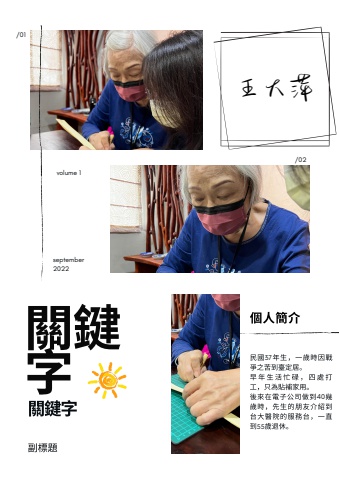 /01
王大萍
/02
volume 1
september
2022
關鍵
字
關鍵字
副標題
個人簡介
民國37年生，一歲時因戰
爭之苦到臺定居。
早年生活忙碌，四處打
工，只為貼補家用。
後來在電子公司做到40幾
歲時，先生的朋友介紹到
台大醫院的服務台，一直
到55歲退休。